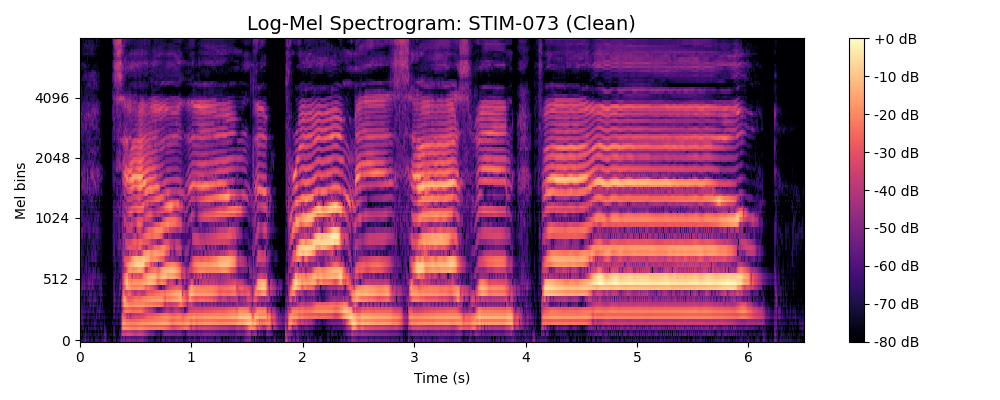 Log-Mel Spectrogram: STIM-073 (Clean)
Mel bins
4096
2048
1024
512
0
0 1 2 3 4 5 6
Time (s)
+0 dB
-10 dB
-20 dB
-30 dB
-40 dB
-50 dB
-60 dB
-70 dB
-80 dB